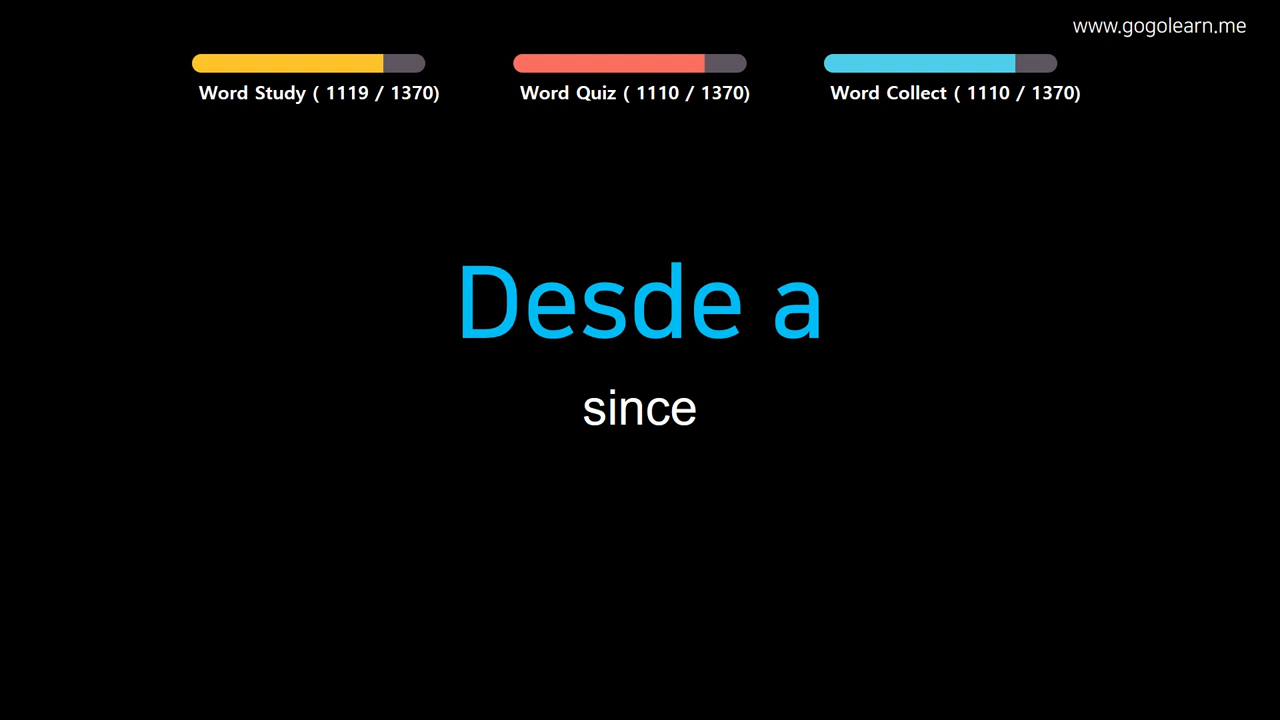 www.gogolearn.me
Word Study ( 1119 / 1370)
Word Quiz ( 1110 / 1370)
Word Collect ( 1110 / 1370)
Desde a
since